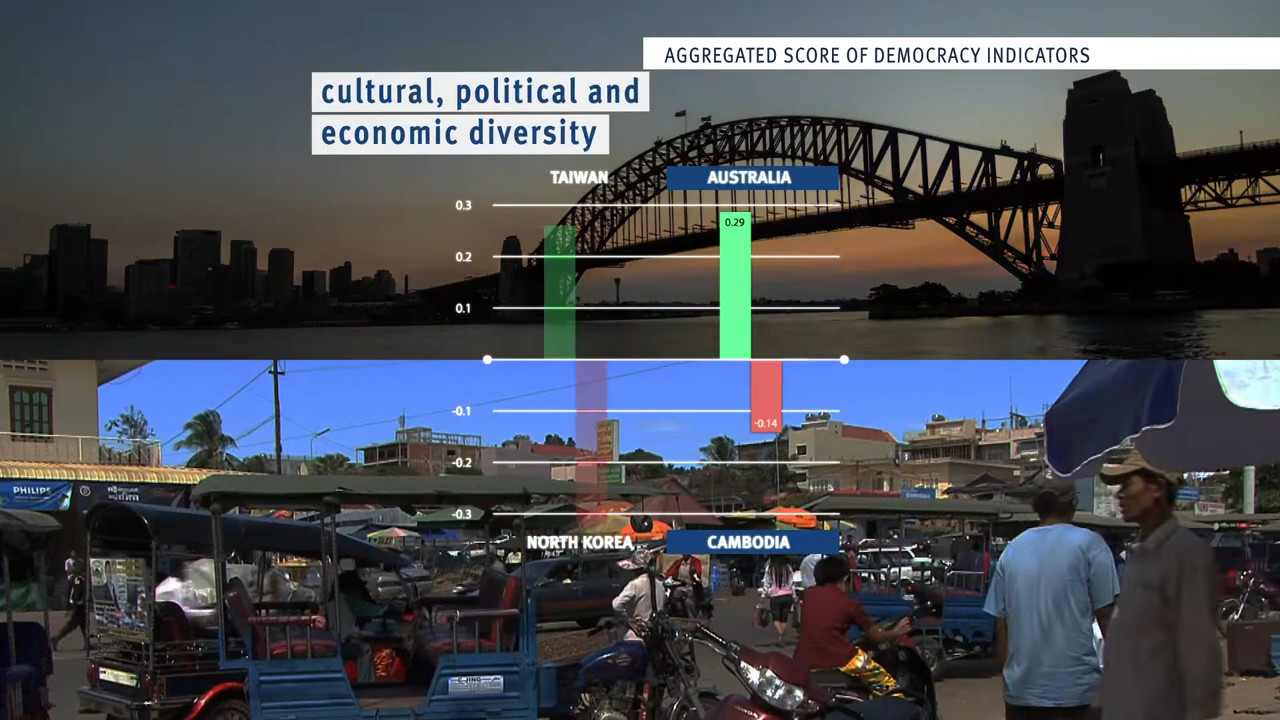 AGGREGATED SCORE OF DEMOCRACY INDICATORS
cultural, political and
economic diversity
TAIWAN
AUSTRALIA
0.3
0.29
0.2
0.1
-0.1
-0.14
-0.2
-0.3
NORTH KOREA
CAMBODIA
PHILIPS
C-JING